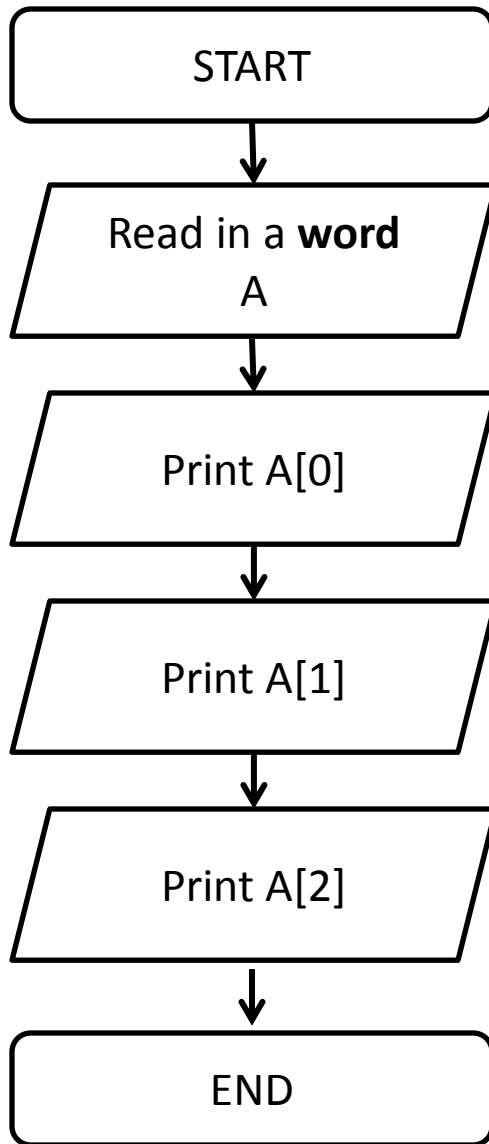 START
Read in a word
A
Print A[0]
Print A[1]
Print A[2]
END